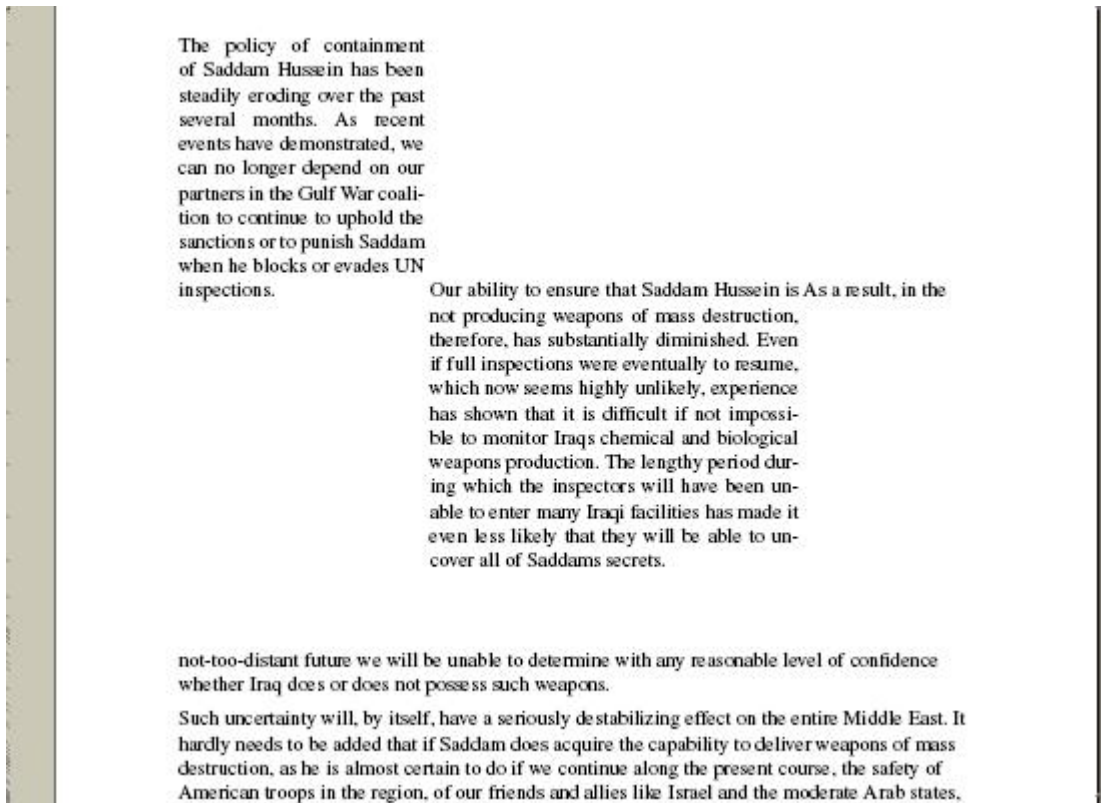 The policy of containment
of Saddam Hussein has been
steadily eroding over the past
several months. As recent
events have demonstrated, we
can no longer depend on our
partners in the Gulf War coali-
tion to continue to uphold the
sanctions or to punish Saddam
when he blocks or evades UN
inspections.
Our ability to ensure that Saddam Hussein is As a result, in the
not producing weapons of mass destruction,
therefore, has substantially diminished. Even
if full inspections were eventually to resume,
which now seems highly unlikely, experience
has shown that it is difficult if not impossi-
ble to monitor Iraqs chemical and biological
weapons production. The lengthy period dur-
ing which the inspectors will have been un-
able to enter many Iraqi facilities has made it
even less likely that they will be able to un-
cover all of Saddams secrets.
not-too-distant future we will be unable to determine with any reasonable level of confidence
whether Iraq does or does not possess such weapons.
Such uncertainty will, by itself, have a seriously destabilizing effect on the entire Middle East. It
hardly needs to be added that if Saddam does acquire the capability to deliver weapons of mass
destruction, as he is almost certain to do if we continue along the present course, the safety of
American troops in the region, of our friends and allies like Israel and the moderate Arab states,